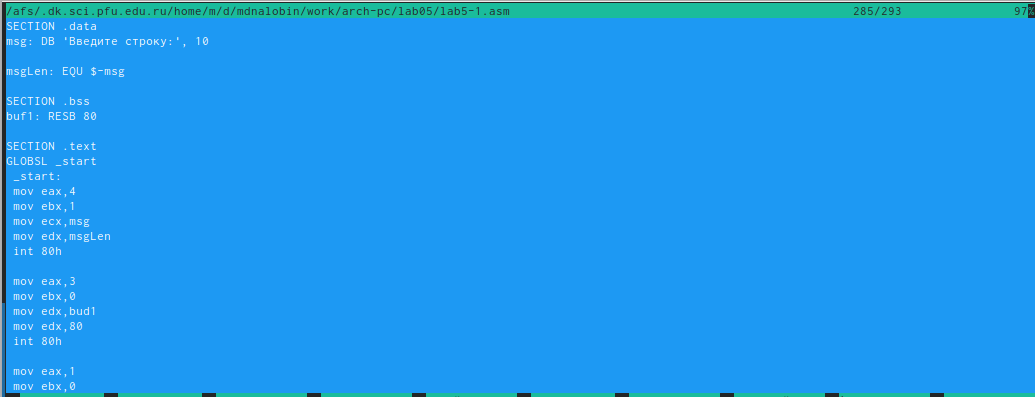 /afs/.dk.sci.pfu.edu.ru/home/m/d/mdnalobin/work/arch-pc/lab05/lab5-1.asm 285/293 97%
SECTION .data
msg: DB 'Введите строку:', 10
msgLen: EQU $-msg
SECTION .bss
buf1: RESB 80
SECTION .text
GLOBSL _start
_start:
mov eax,4
mov ebx,1
mov ecx,msg
mov edx,msgLen
int 80h
mov eax,3
mov ebx,0
mov edx,bud1
mov edx,80
int 80h
mov eax,1
mov ebx,0